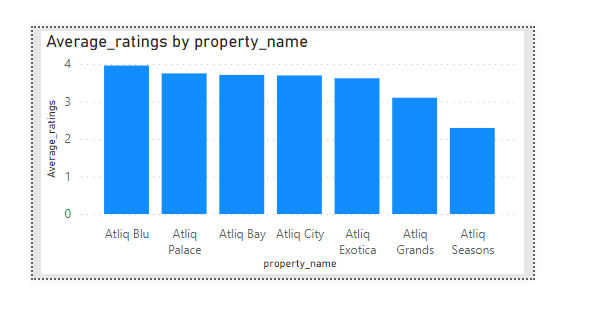 Average_ratings by property_name
4
3
2
1
0
Average_ratings
Atliq Blu
Atliq
Palace
Atliq Bay
Atliq City
Atliq
Exotica
Atliq
Grands
Atliq
Seasons
property_name